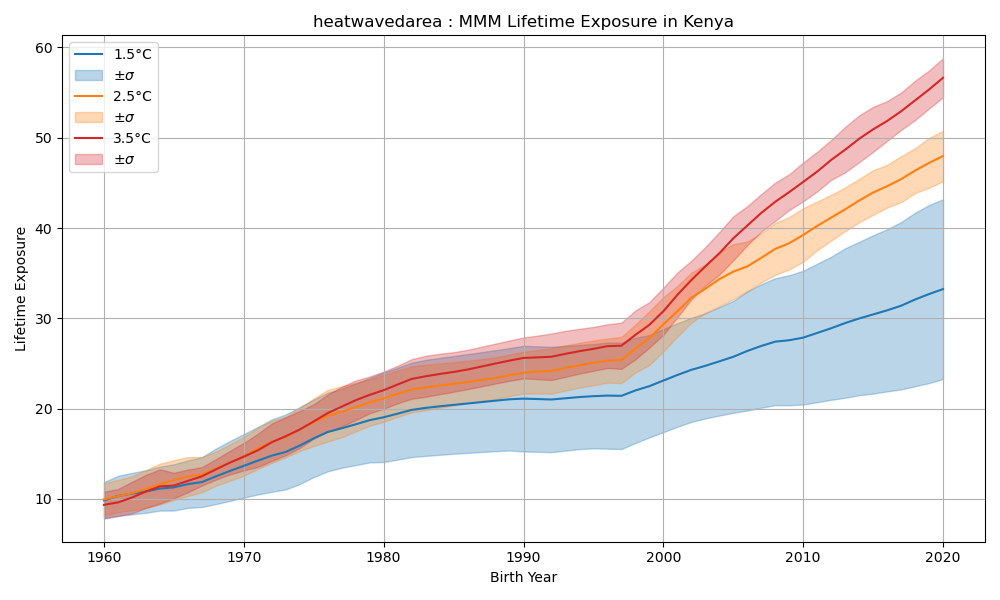 heatwavedarea : MMM Lifetime Exposure in Kenya
1.5°C
±σ
2.5°C
±σ
3.5°C
±σ
60
50
40
30
20
10
Lifetime Exposure
1960 1970 1980 1990 2000 2010 2020
Birth Year